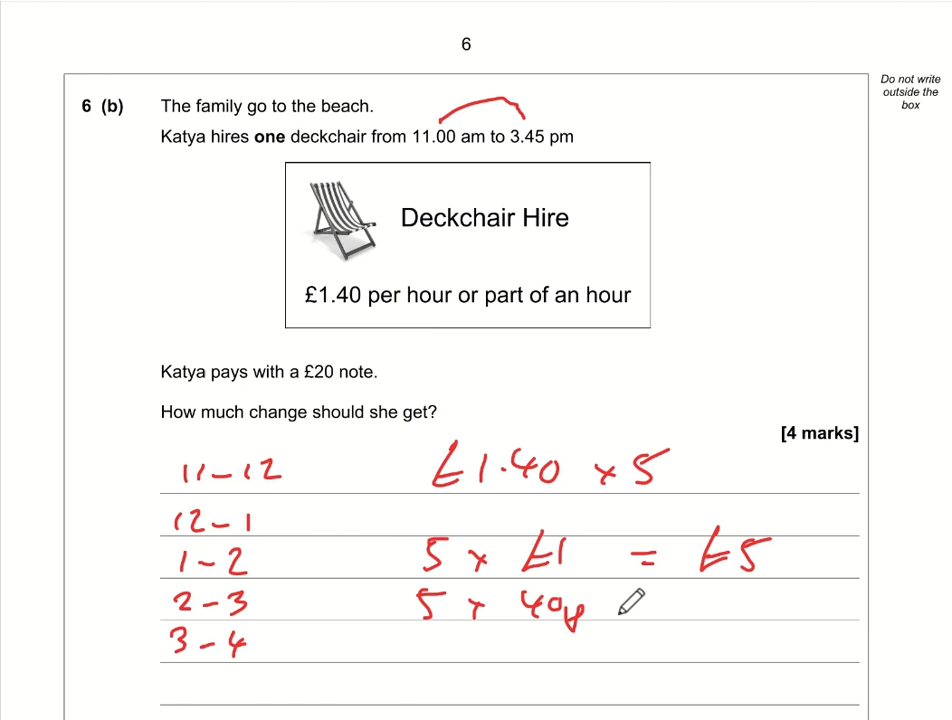 6
Do not write
outside the
box
6 (b) The family go to the beach.
Katya hires one deckchair from 11.00 am to 3.45 pm
Deckchair Hire
£1.40 per hour or part of an hour
Katya pays with a £20 note.
How much change should she get?
[4 marks]
11 - 12 £1.40 × 5
12 - 1
1 - 2 5 × £1 = £5
2 - 3 5 × 40p
3 - 4